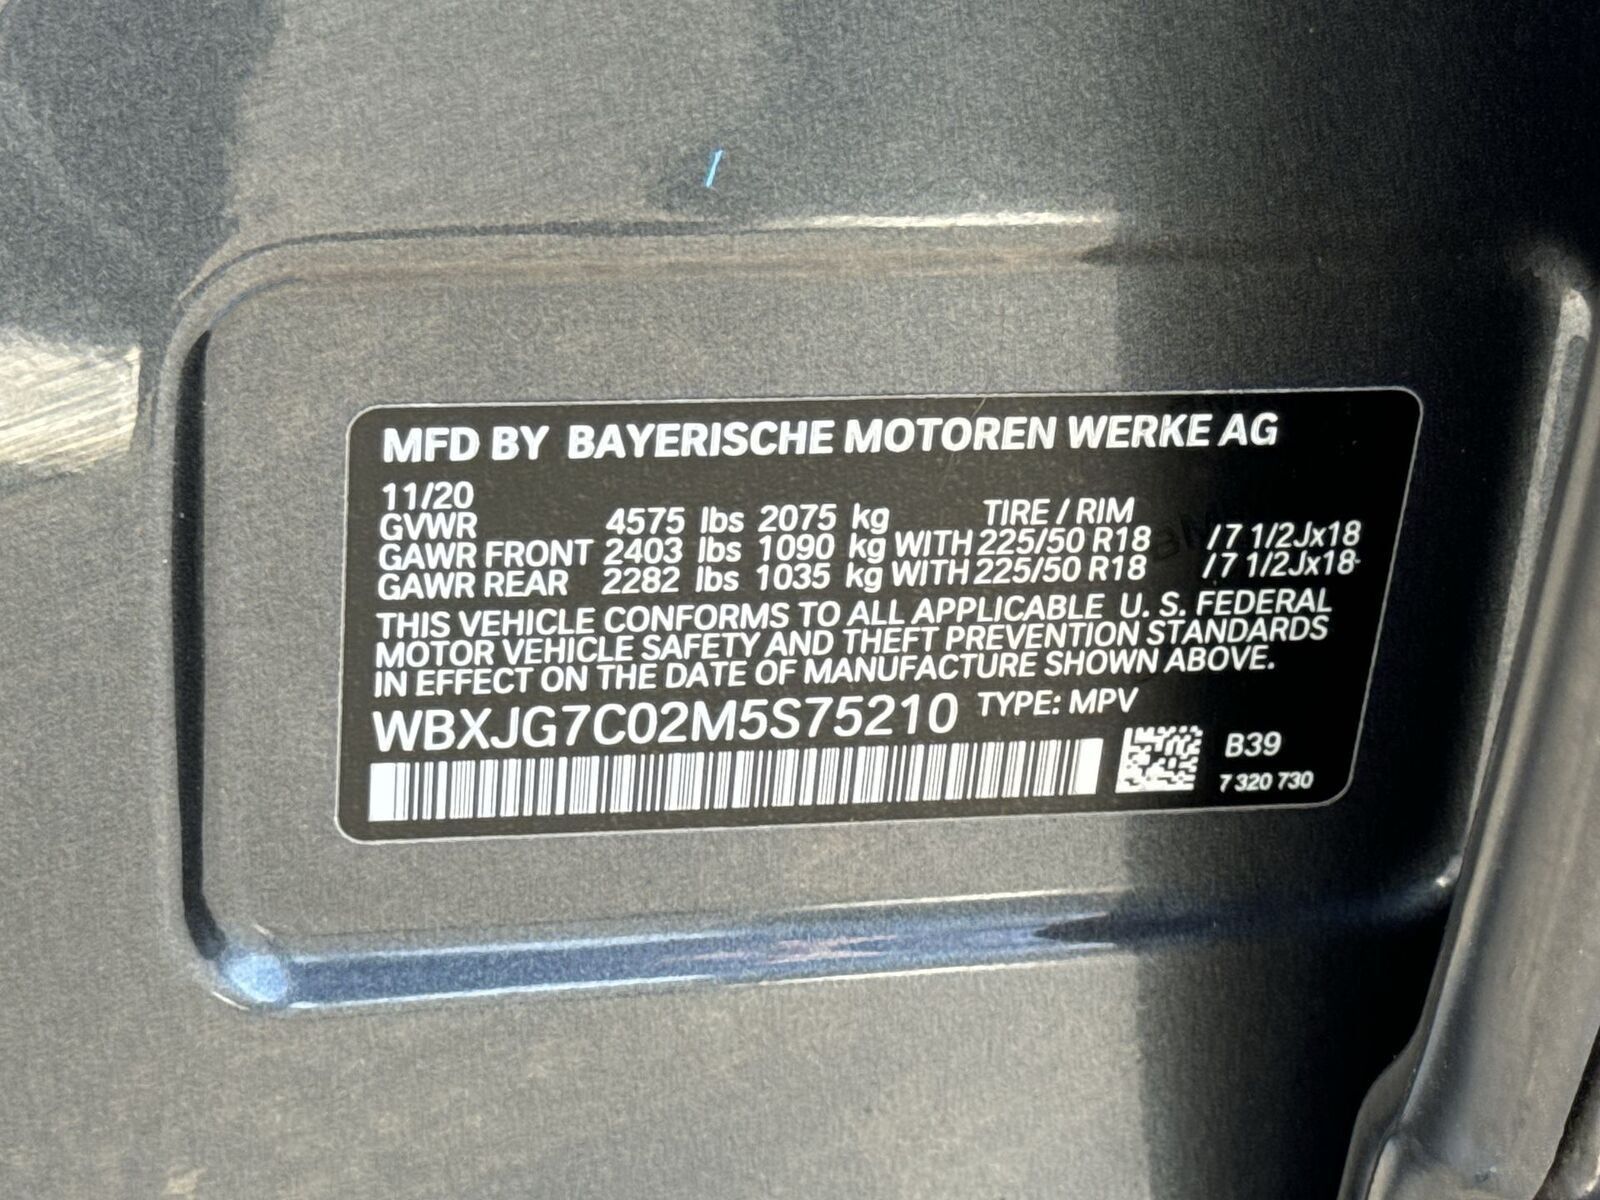 MFD BY BAYERISCHE MOTOREN WERKE AG
11/20
GVWR 4575 lbs 2075 kg TIRE / RIM
GAWR FRONT 2403 lbs 1090 kg WITH 225/50 R18 /7 1/2Jx18
GAWR REAR 2282 lbs 1035 kg WITH 225/50 R18 /7 1/2Jx18
THIS VEHICLE CONFORMS TO ALL APPLICABLE U. S. FEDERAL
MOTOR VEHICLE SAFETY AND THEFT PREVENTION STANDARDS
IN EFFECT ON THE DATE OF MANUFACTURE SHOWN ABOVE.
WBXJG7C02M5S75210 TYPE: MPV
B39
7 320 730